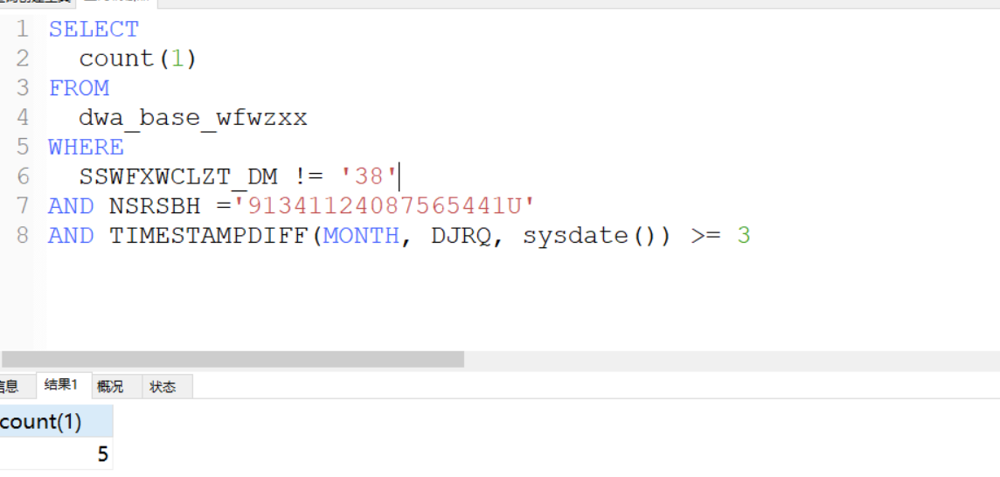 1 SELECT
2 count(1)
3 FROM
4 dwa_base_wfwzxx
5 WHERE
6 SSWFXWCLZT_DM != '38'
7 AND NSRSBH ='91341124087565441U'
8 AND TIMESTAMPDIFF(MONTH, DJRQ, sysdate()) >= 3
信息 结果1 概况 状态
count(1)
5